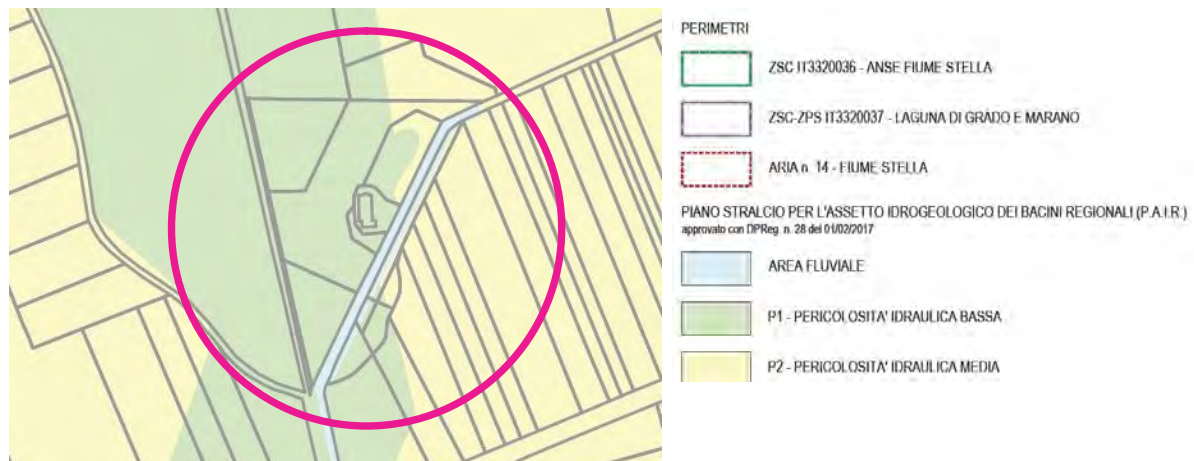 PERIMETRI
ZSC IT3320036 - ANSE FIUME STELLA
ZSC-ZPS IT3320037 - LAGUNA DI GRADO E MARANO
ARIA n. 14 - FIUME STELLA
PIANO STRALCIO PER L'ASSETTO IDROGEOLOGICO DEI BACINI REGIONALI (P.A.I.R.)
approvato con DPReg. n. 28 del 01/02/2017
AREA FLUVIALE
P1 - PERICOLOSITA' IDRAULICA BASSA
P2 - PERICOLOSITA' IDRAULICA MEDIA